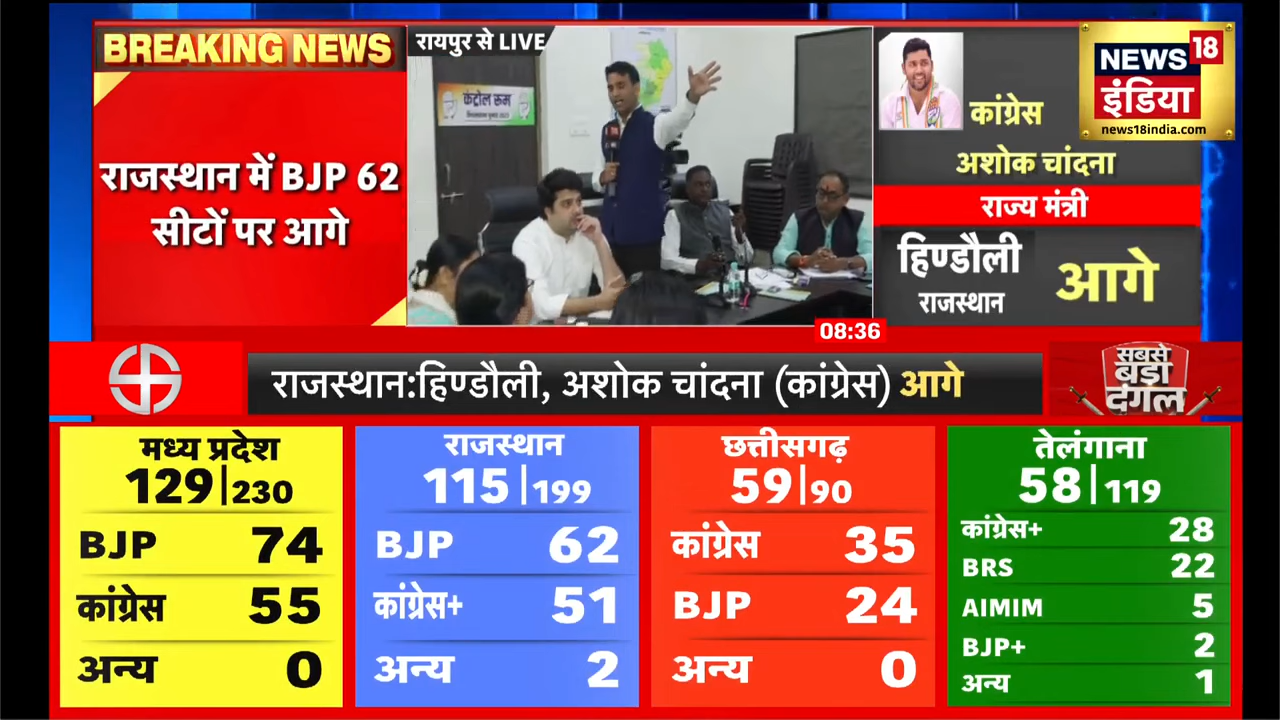 BREAKING NEWS
राजस्थान में BJP 62
सीटों पर आगे
रायपुर से LIVE
कंट्रोल रूम
कांग्रेस
अशोक चांदना
राज्य मंत्री
हिण्डौली
राजस्थान
आगे
NEWS 18
इंडिया
news18india.com
08:36
राजस्थान:हिण्डौली, अशोक चांदना (कांग्रेस) आगे
सबसे
बड़ा
दंगल
मध्य प्रदेश
129|230
BJP 74
कांग्रेस 55
अन्य 0
राजस्थान
115|199
BJP 62
कांग्रेस+ 51
अन्य 2
छत्तीसगढ़
59|90
कांग्रेस 35
BJP 24
अन्य 0
तेलंगाना
58|119
कांग्रेस+ 28
BRS 22
AIMIM 5
BJP+ 2
अन्य 1